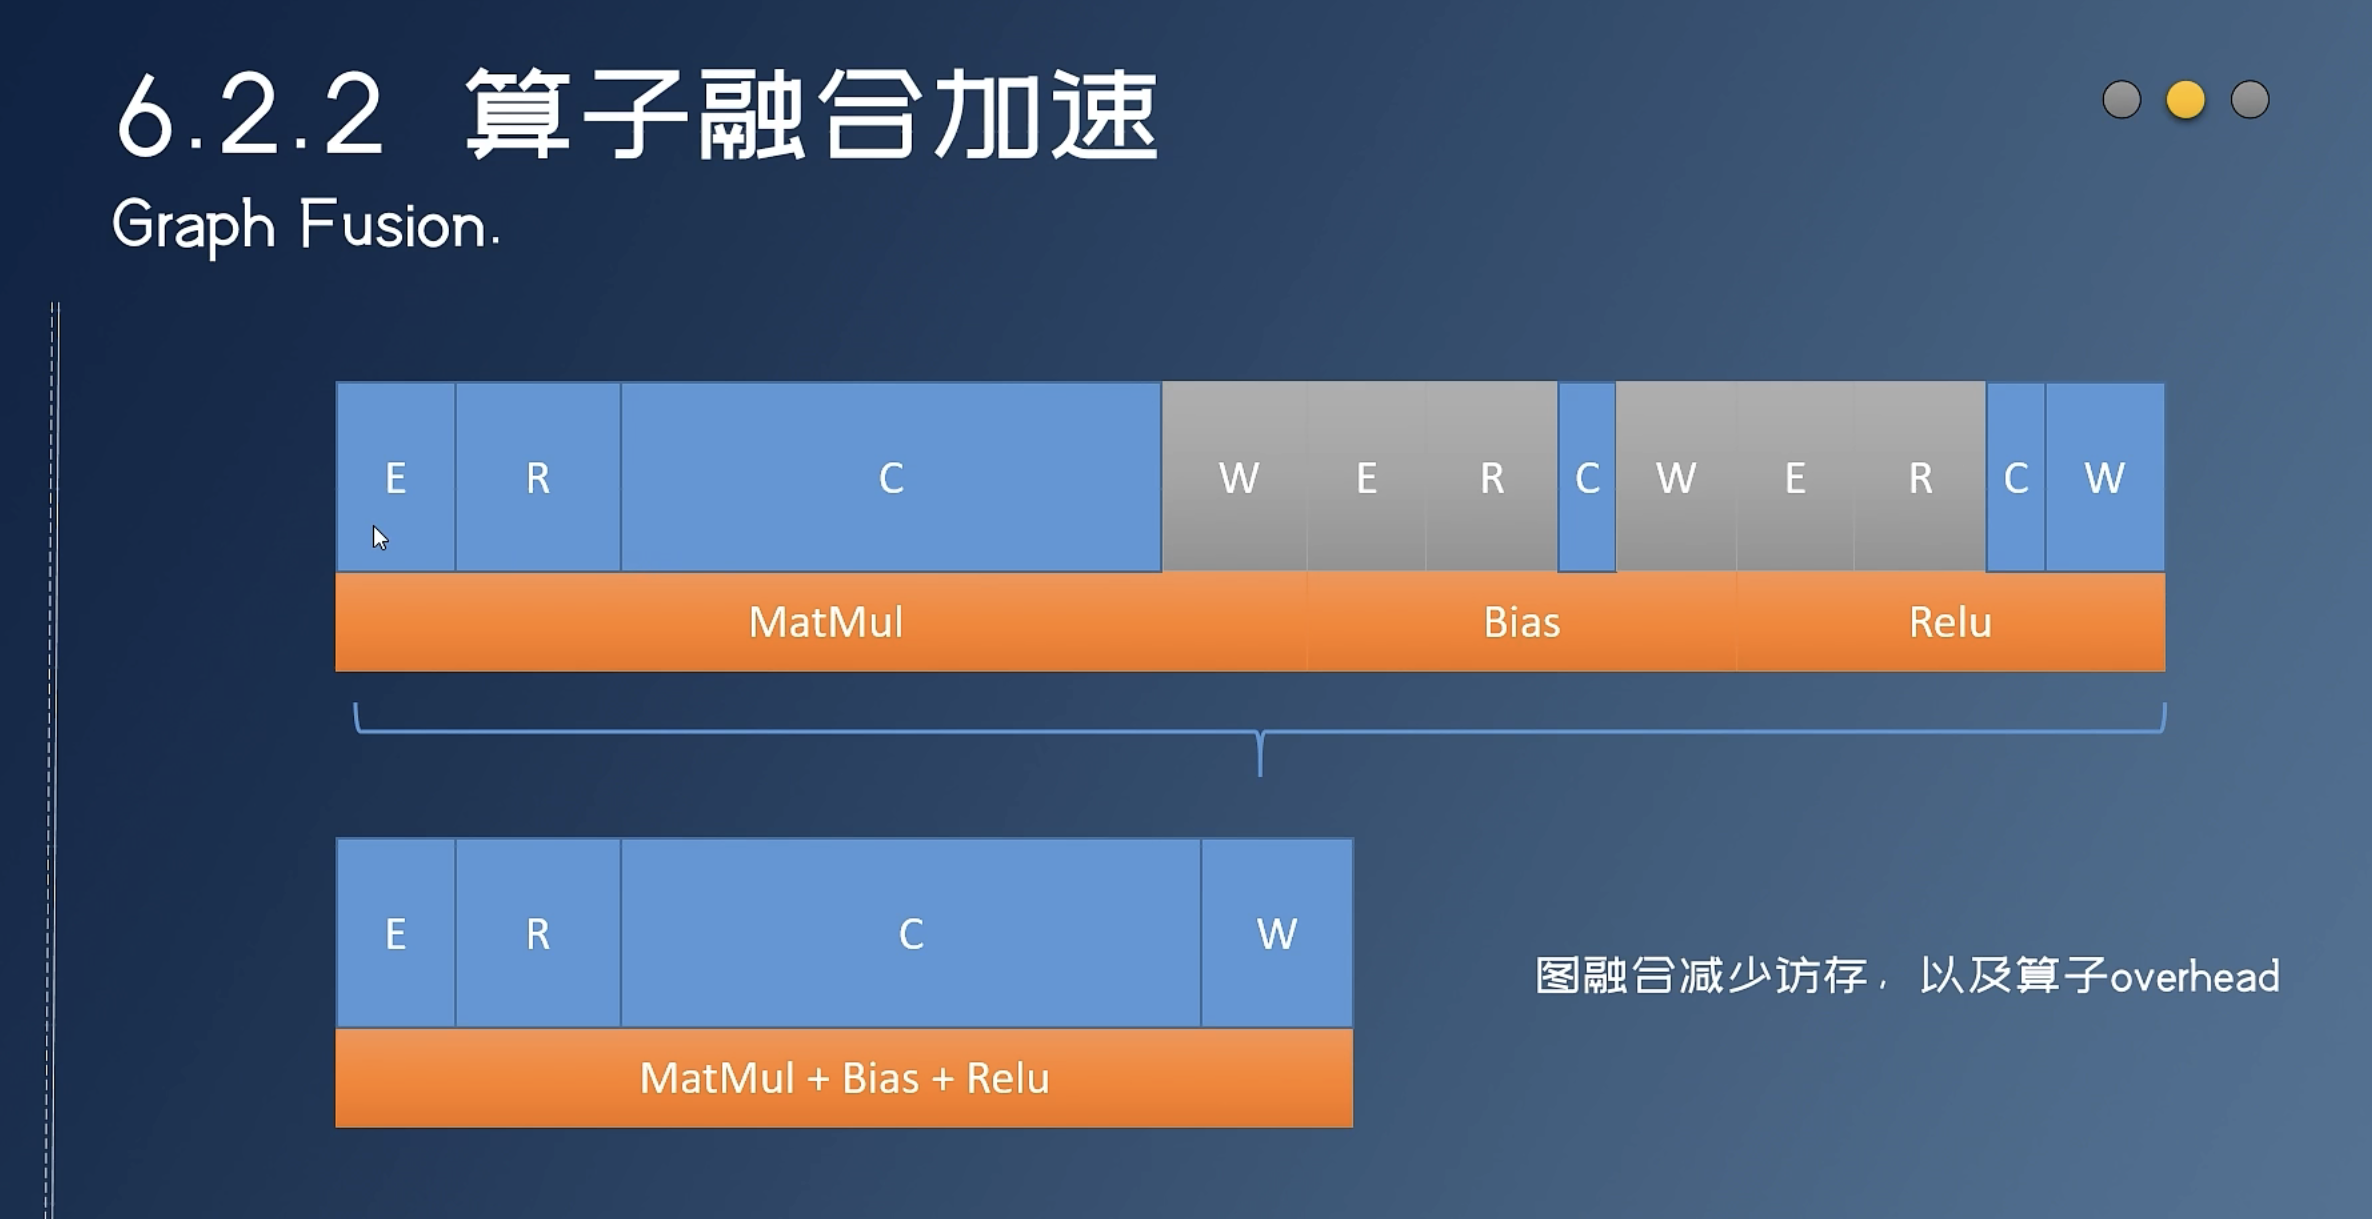 6.2.2 算子融合加速
Graph Fusion.
E R C W E R C W E R C W
MatMul Bias Relu
E R C W
图融合减少访存，以及算子overhead
MatMul + Bias + Relu